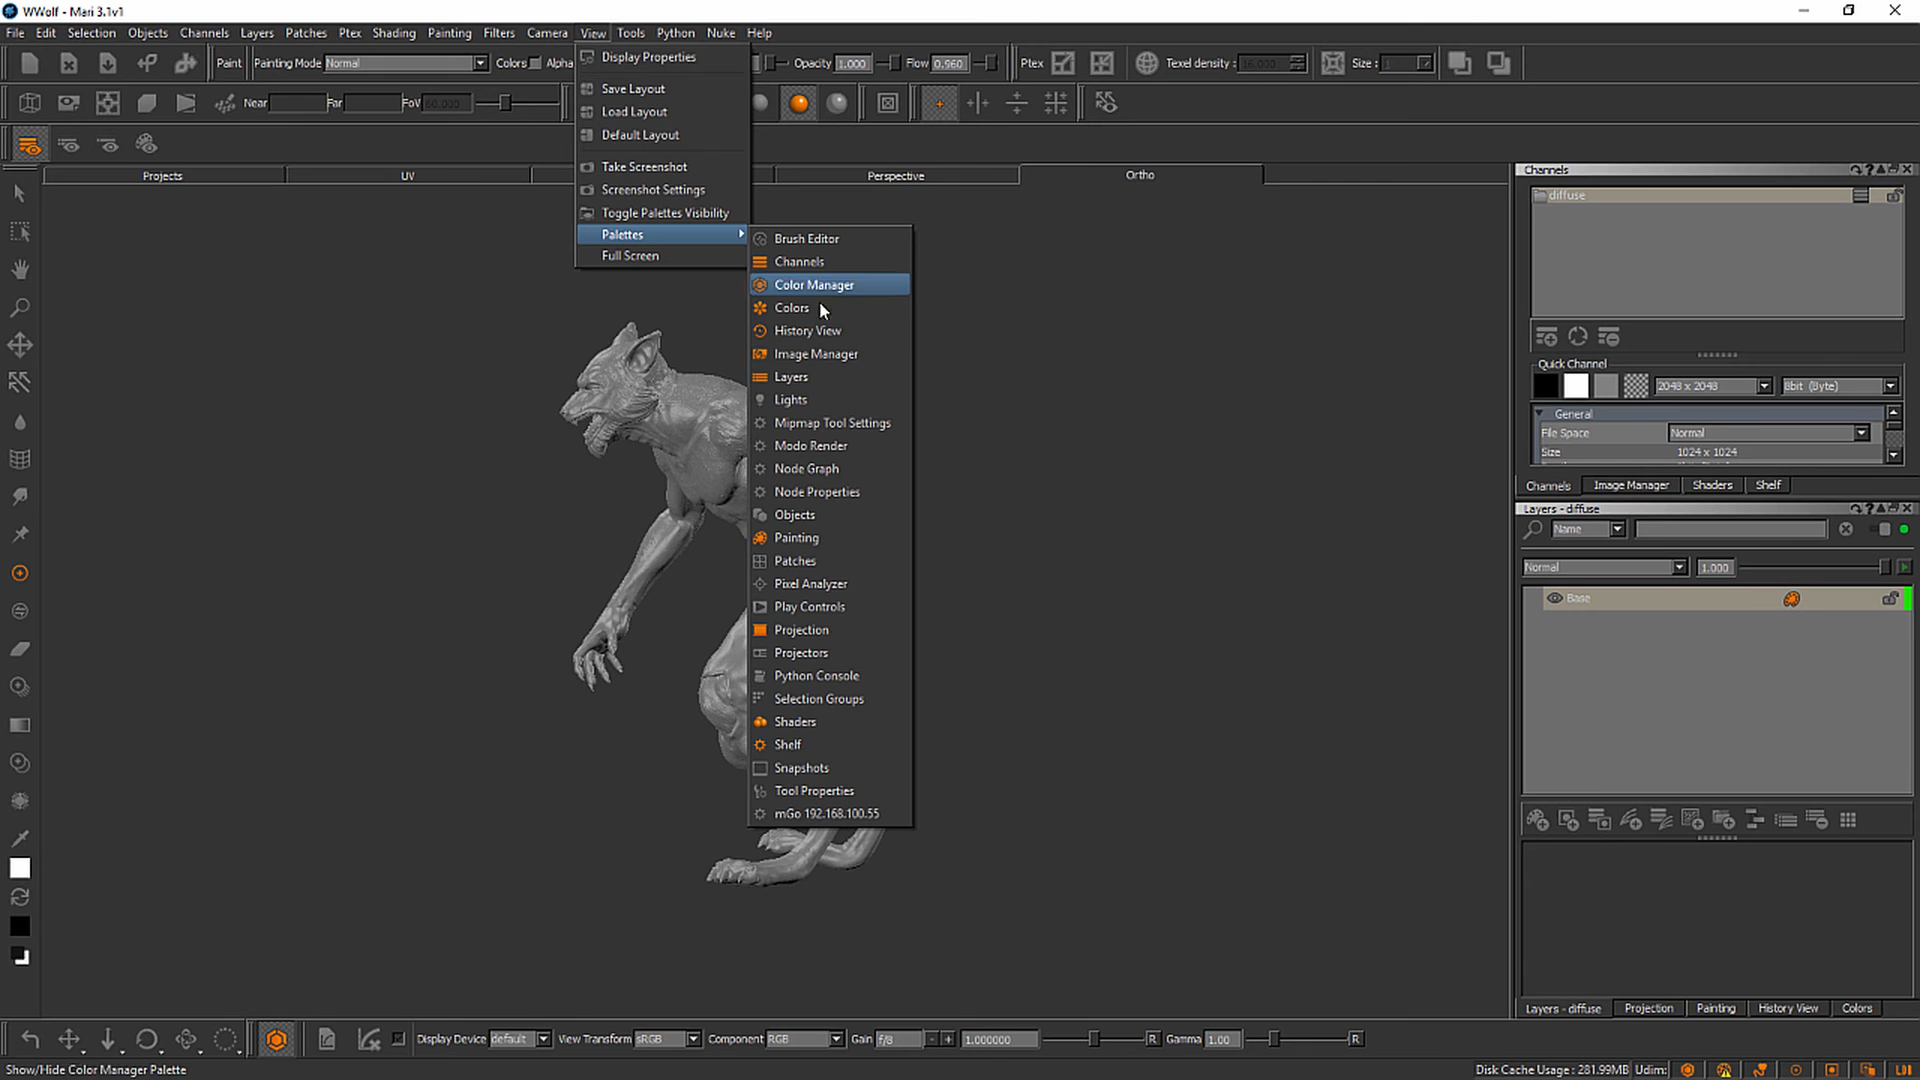 WWolf - Mari 3.1v1
File Edit Selection Objects Channels Layers Patches Ptex Shading Painting Filters Camera View Tools Python Nuke Help
Paint Painting Mode Normal Colors Alpha Opacity 1.000 Flow 0.960 Ptex Texel density : 16.000 Size : 1
Near Far FoV 60.000
Projects UV Perspective Ortho
Display Properties
Save Layout
Load Layout
Default Layout
Take Screenshot
Screenshot Settings
Toggle Palettes Visibility
Palettes
Full Screen
Brush Editor
Channels
Color Manager
Colors
History View
Image Manager
Layers
Lights
Mipmap Tool Settings
Modo Render
Node Graph
Node Properties
Objects
Painting
Patches
Pixel Analyzer
Play Controls
Projection
Projectors
Python Console
Selection Groups
Shaders
Shelf
Snapshots
Tool Properties
mGo 192.168.100.55
Channels
diffuse
Quick Channel
2048 x 2048 8bit (Byte)
General
File Space Normal
Size 1024 x 1024
Channels Image Manager Shaders Shelf
Layers - diffuse
Name
Normal 1.000
Base
Layers - diffuse Projection Painting History View Colors
Display Device default View Transform sRGB Component RGB Gain f/8 - + 1.000000 R Gamma 1.00 R
Show/Hide Color Manager Palette
Disk Cache Usage : 281.99MB Udim: